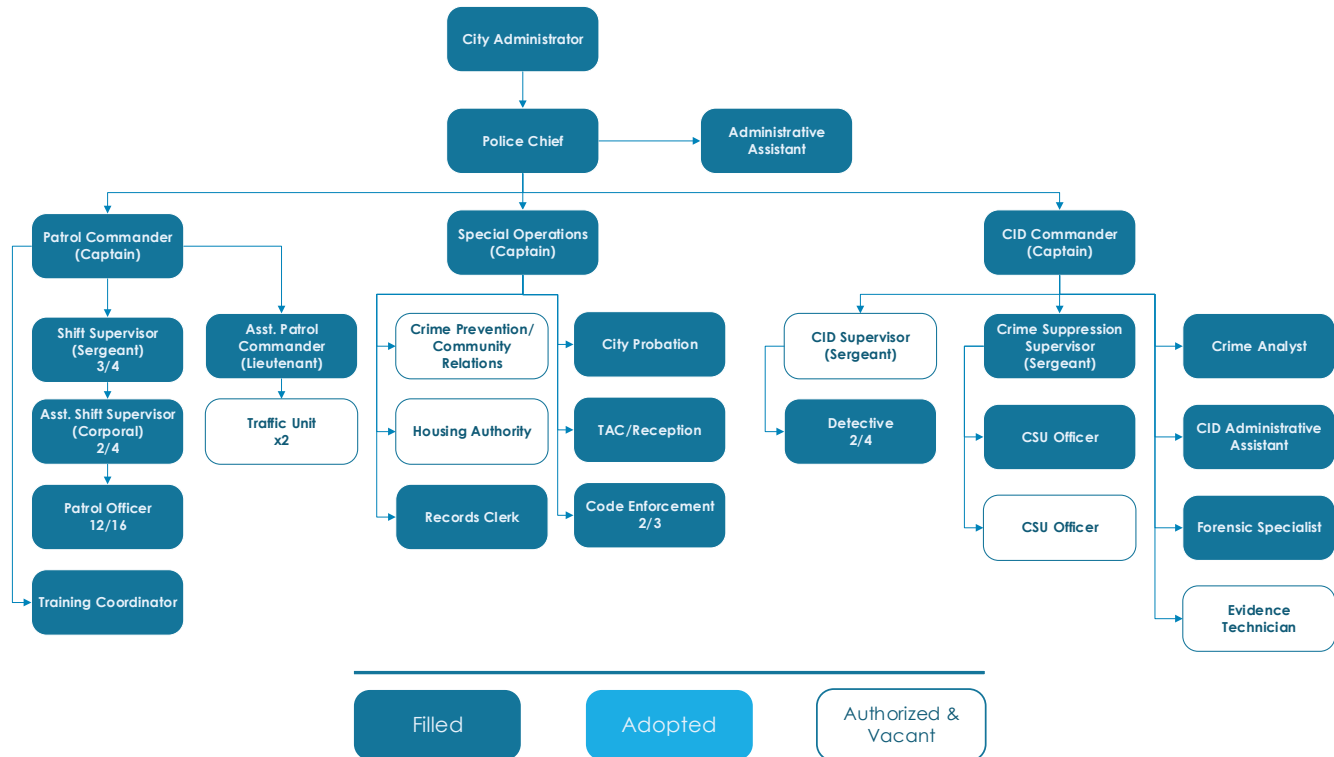 City Administrator
Police Chief
Administrative
Assistant
Patrol Commander
(Captain)
Special Operations
(Captain)
CID Commander
(Captain)
Shift Supervisor
(Sergeant)
3/4
Asst. Patrol
Commander
(Lieutenant)
Crime Prevention/
Community
Relations
City Probation
CID Supervisor
(Sergeant)
Crime Suppression
Supervisor
(Sergeant)
Crime Analyst
Asst. Shift Supervisor
(Corporal)
2/4
Traffic Unit
x2
Housing Authority
TAC/Reception
Detective
2/4
CSU Officer
CID Administrative
Assistant
Patrol Officer
12/16
Records Clerk
Code Enforcement
2/3
CSU Officer
Forensic Specialist
Training Coordinator
Evidence
Technician
Filled
Adopted
Authorized &
Vacant